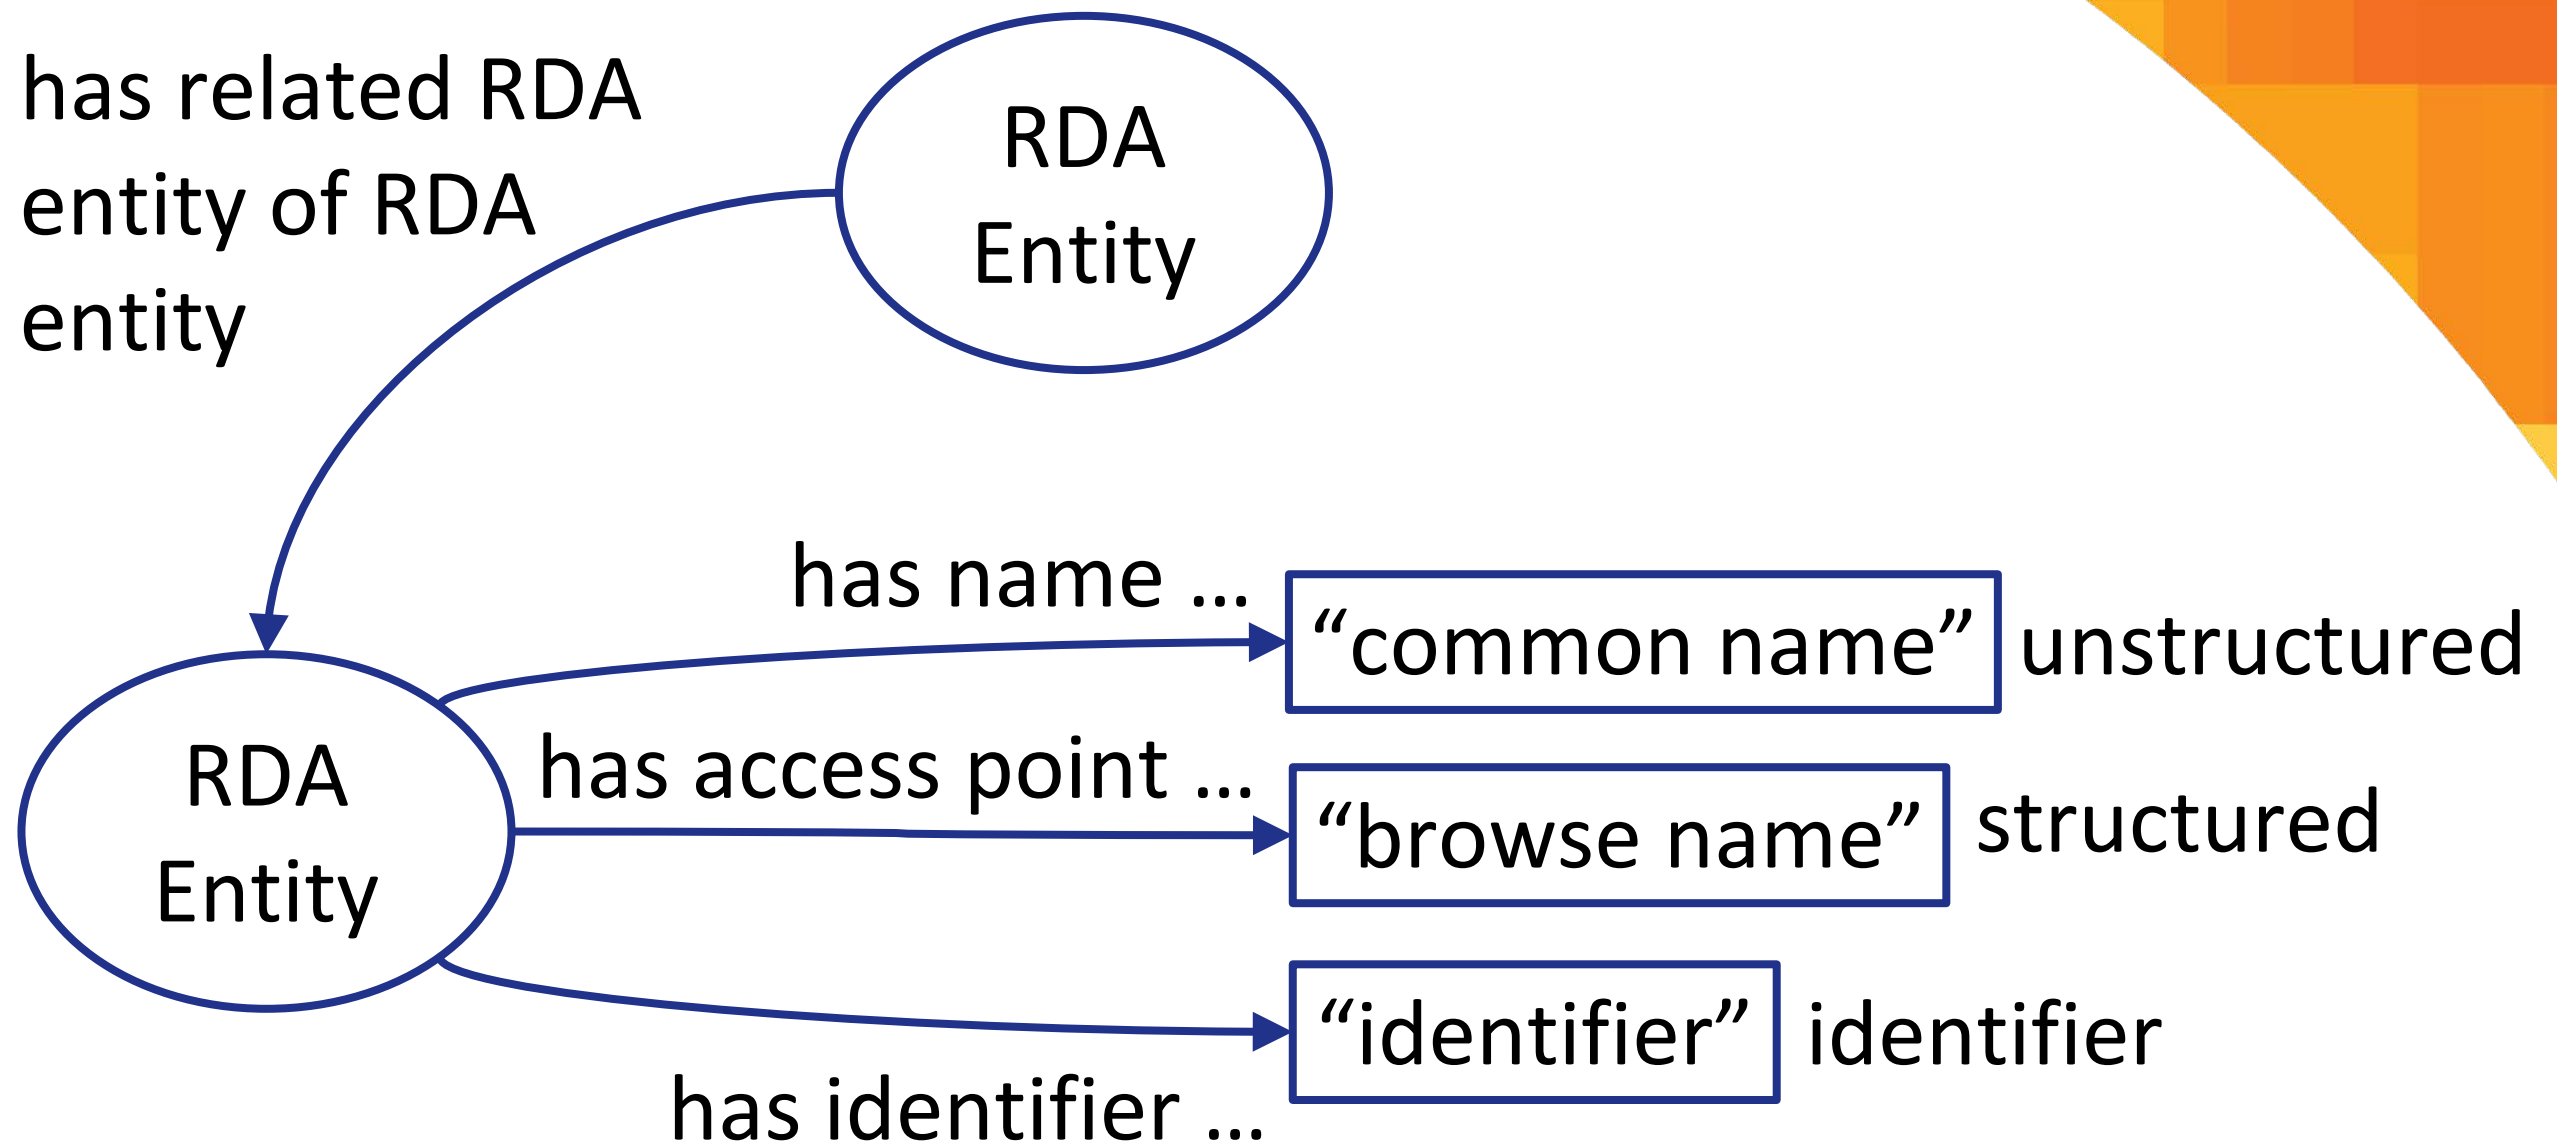 has related RDA
entity of RDA
entity
RDA
Entity
has name …
“common name”
unstructured
RDA
Entity
has access point …
“browse name”
structured
“identifier”
identifier
has identifier …